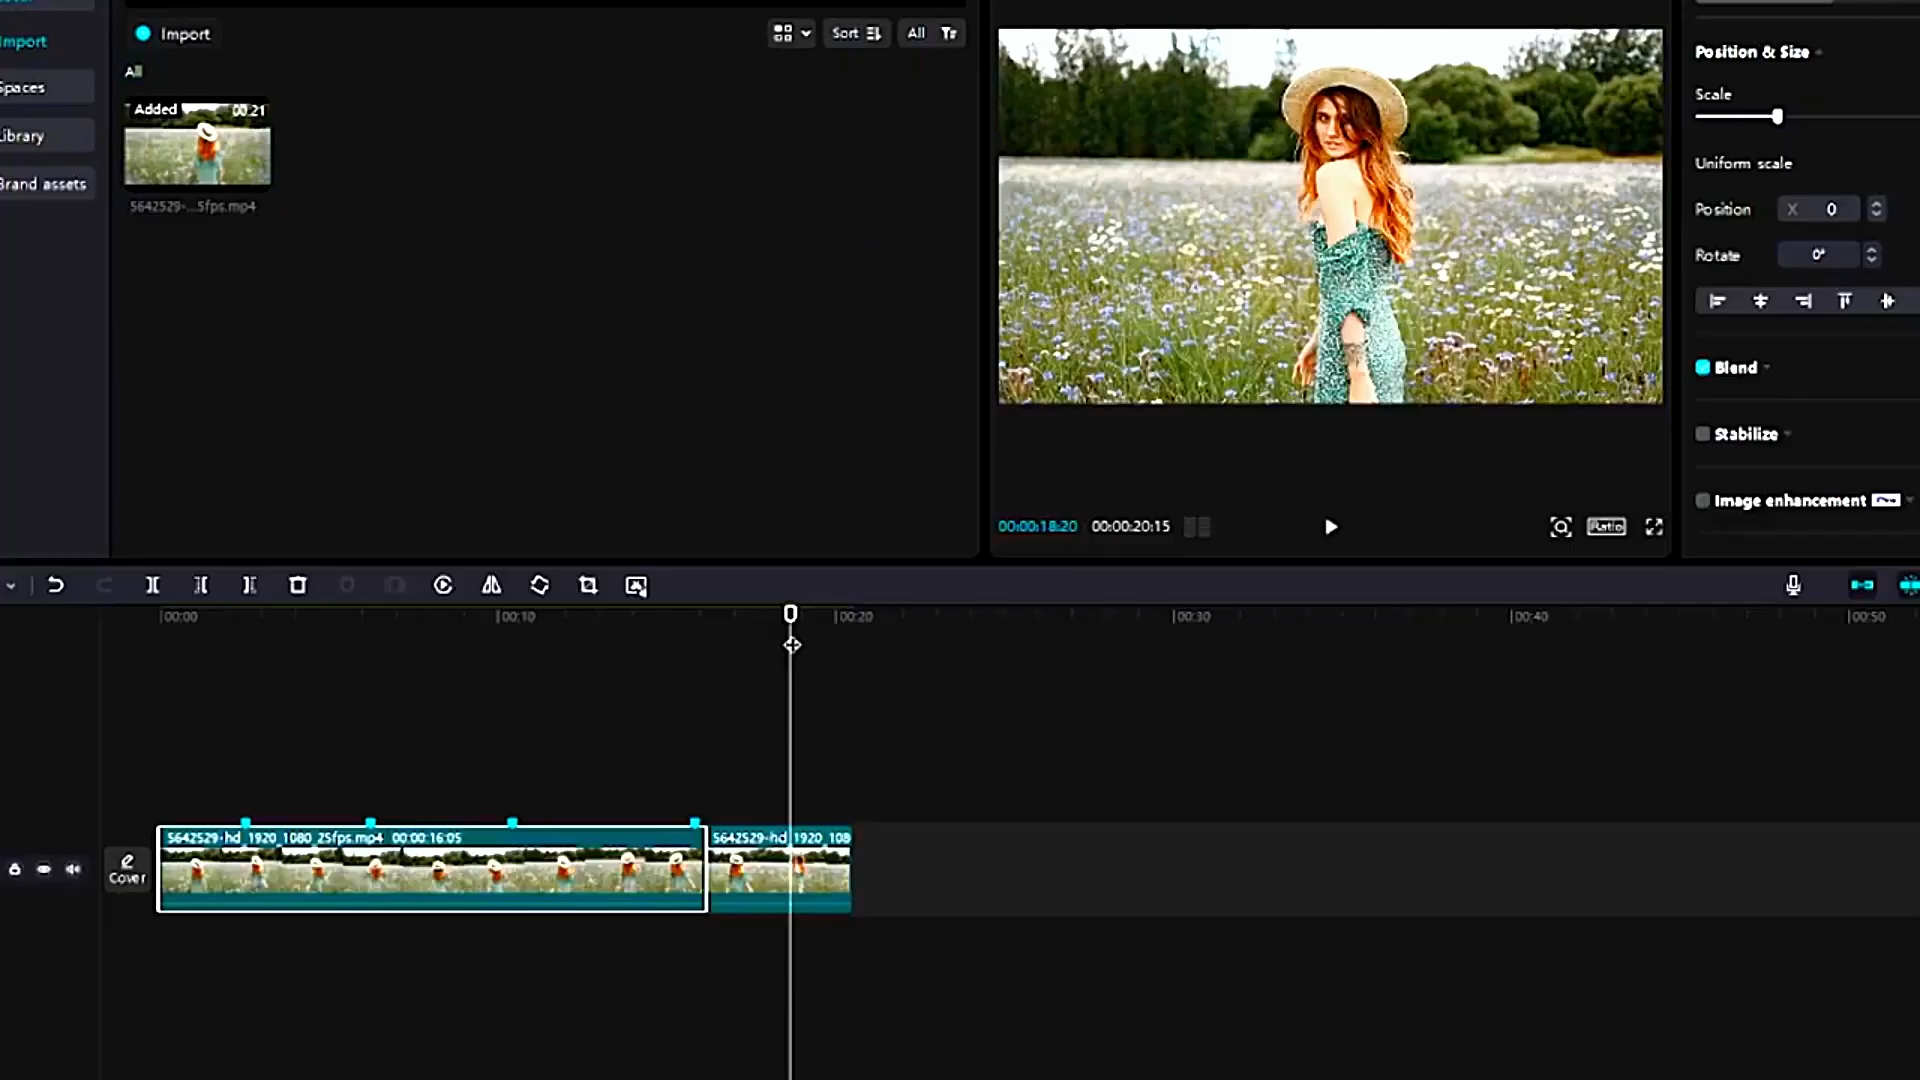 Import
Spaces
Library
Brand assets
Import
Sort
All
All
Added 00:21
5642529-...5fps.mp4
Position & Size
Scale
Uniform scale
Position X 0
Rotate 0°
Blend
Stabilize
Image enhancement
00:00:18:20 00:00:20:15
Ratio
00:00 00:10 00:20 00:30 00:40 00:50
5642529-hd_1920_1080_25fps.mp4 00:00:16:05
5642529-hd_1920_108
Cover